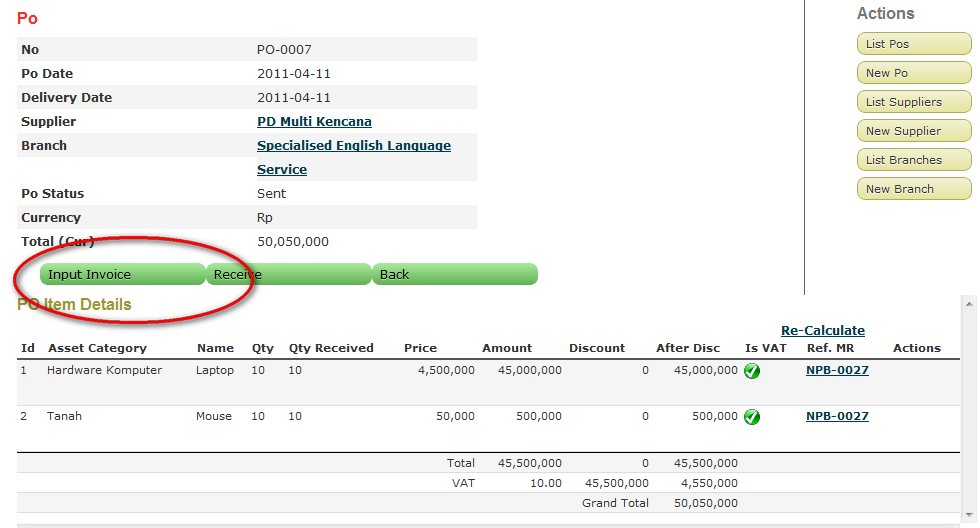 Po
No PO-0007
Po Date 2011-04-11
Delivery Date 2011-04-11
Supplier PD Multi Kencana
Branch Specialised English Language
Service
Po Status Sent
Currency Rp
Total (Cur) 50,050,000
Input Invoice Receive Back
Actions
List Pos
New Po
List Suppliers
New Supplier
List Branches
New Branch
PO Item Details
Re-Calculate
Id Asset Category Name Qty Qty Received Price Amount Discount After Disc Is VAT Ref. MR Actions
1 Hardware Komputer Laptop 10 10 4,500,000 45,000,000 0 45,000,000 NPB-0027
2 Tanah Mouse 10 10 50,000 500,000 0 500,000 NPB-0027
Total 45,500,000 0 45,500,000
VAT 10.00 45,500,000 4,550,000
Grand Total 50,050,000